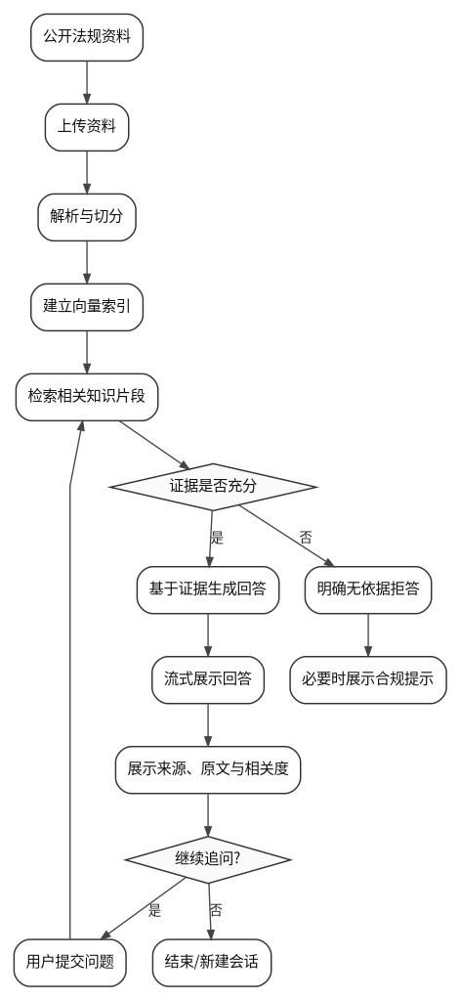 公开法规资料
上传资料
解析与切分
建立向量索引
检索相关知识片段
证据是否充分
是
否
基于证据生成回答
明确无依据拒答
流式展示回答
必要时展示合规提示
展示来源、原文与相关度
继续追问?
是
否
用户提交问题
结束/新建会话